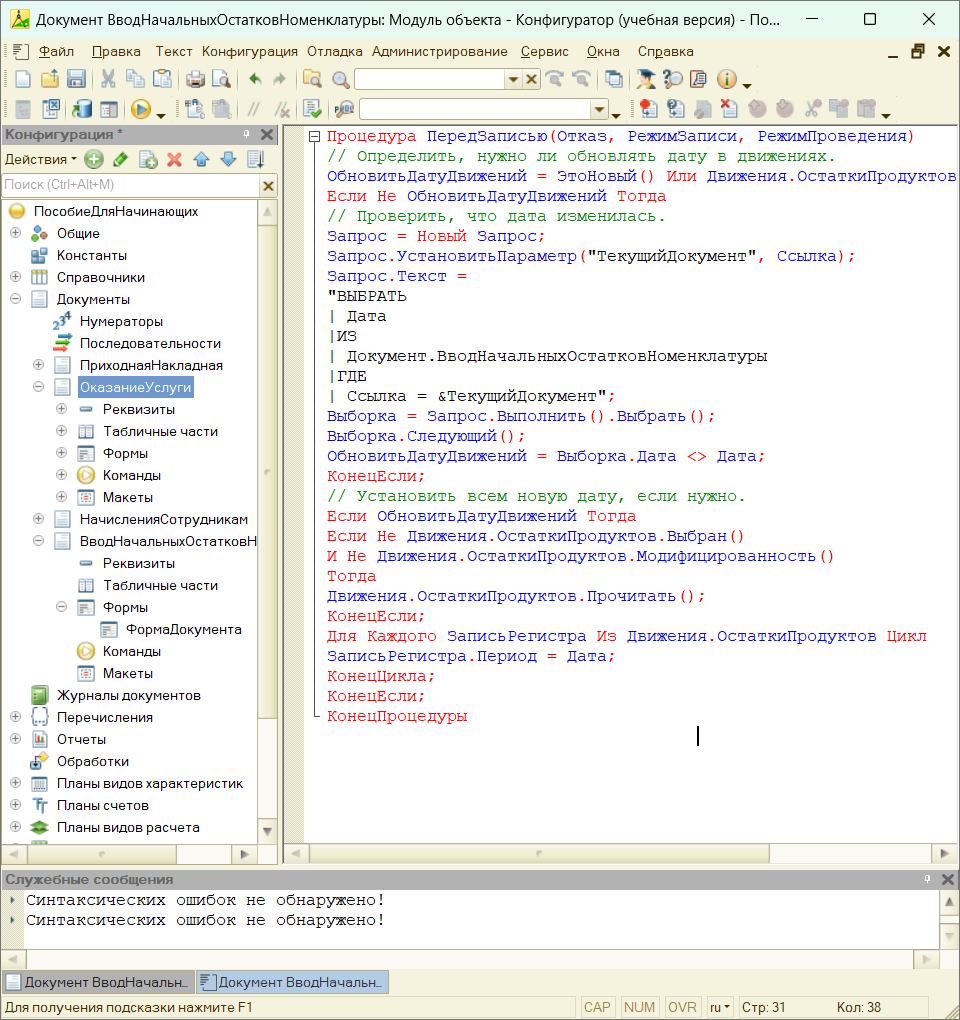 Документ ВводНачальныхОстатковНоменклатуры: Модуль объекта - Конфигуратор (учебная версия) - По...
Файл Правка Текст Конфигурация Отладка Администрирование Сервис Окна Справка
Конфигурация *
Действия
Поиск (Ctrl+Alt+M)
ПособиеДляНачинающих
Общие
Константы
Справочники
Документы
Нумераторы
Последовательности
ПриходнаяНакладная
ОказаниеУслуги
Реквизиты
Табличные части
Формы
Команды
Макеты
НачисленияСотрудникам
ВводНачальныхОстатковН
Реквизиты
Табличные части
Формы
ФормаДокумента
Команды
Макеты
Журналы документов
Перечисления
Отчеты
Обработки
Планы видов характеристик
Планы счетов
Планы видов расчета
Процедура ПередЗаписью(Отказ, РежимЗаписи, РежимПроведения)
// Определить, нужно ли обновлять дату в движениях.
ОбновитьДатуДвижений = ЭтоНовый() Или Движения.ОстаткиПродуктов
Если Не ОбновитьДатуДвижений Тогда
// Проверить, что дата изменилась.
Запрос = Новый Запрос;
Запрос.УстановитьПараметр("ТекущийДокумент", Ссылка);
Запрос.Текст =
"ВЫБРАТЬ
| Дата
|ИЗ
| Документ.ВводНачальныхОстатковНоменклатуры
|ГДЕ
| Ссылка = &ТекущийДокумент";
Выборка = Запрос.Выполнить().Выбрать();
Выборка.Следующий();
ОбновитьДатуДвижений = Выборка.Дата <> Дата;
КонецЕсли;
// Установить всем новую дату, если нужно.
Если ОбновитьДатуДвижений Тогда
Если Не Движения.ОстаткиПродуктов.Выбран()
И Не Движения.ОстаткиПродуктов.Модифицированность()
Тогда
Движения.ОстаткиПродуктов.Прочитать();
КонецЕсли;
Для Каждого ЗаписьРегистра Из Движения.ОстаткиПродуктов Цикл
ЗаписьРегистра.Период = Дата;
КонецЦикла;
КонецЕсли;
КонецПроцедуры
Служебные сообщения
Синтаксических ошибок не обнаружено!
Синтаксических ошибок не обнаружено!
Документ ВводНачальн... Документ ВводНачальн...
Для получения подсказки нажмите F1 CAP NUM OVR ru Стр: 31 Кол: 38